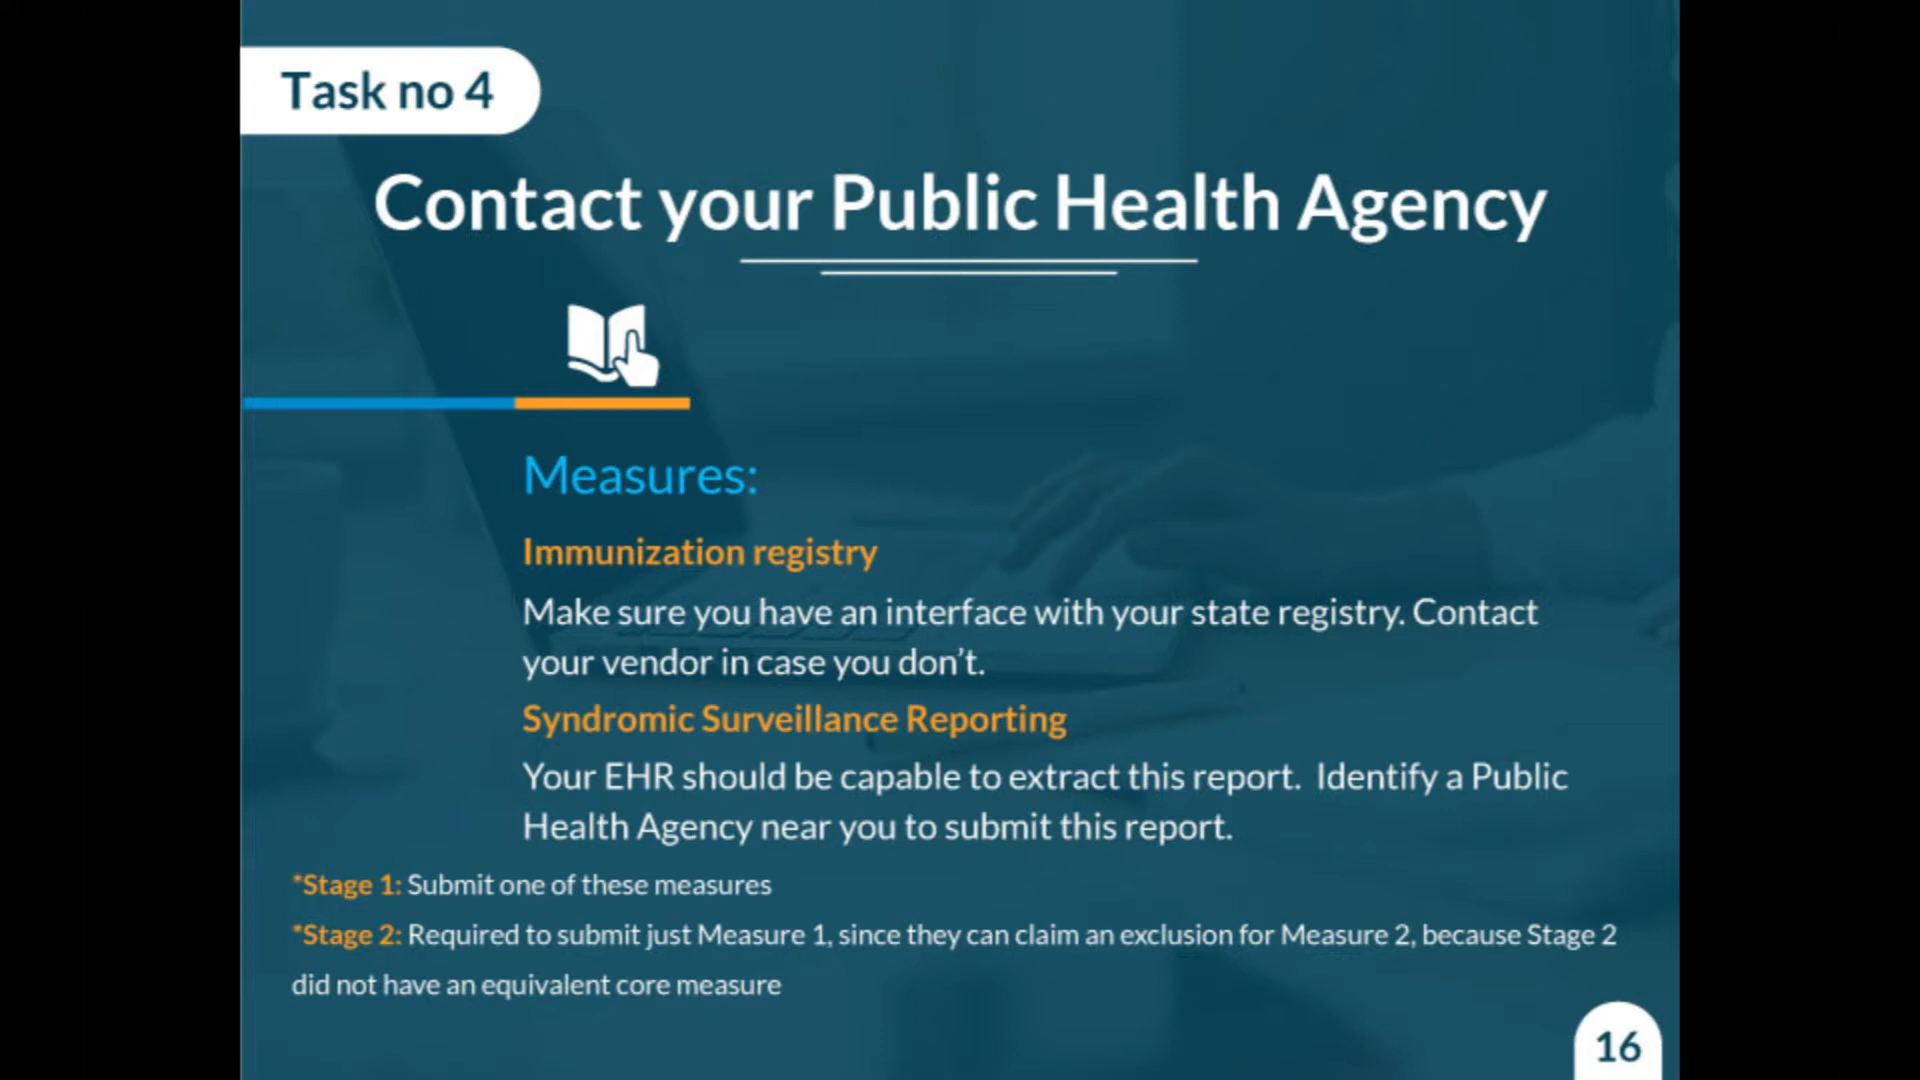 Task no 4
Contact your Public Health Agency
Measures:
Immunization registry
Make sure you have an interface with your state registry. Contact
your vendor in case you don't.
Syndromic Surveillance Reporting
Your EHR should be capable to extract this report.  Identify a Public
Health Agency near you to submit this report.
*Stage 1: Submit one of these measures
*Stage 2: Required to submit just Measure 1, since they can claim an exclusion for Measure 2, because Stage 2
did not have an equivalent core measure
16